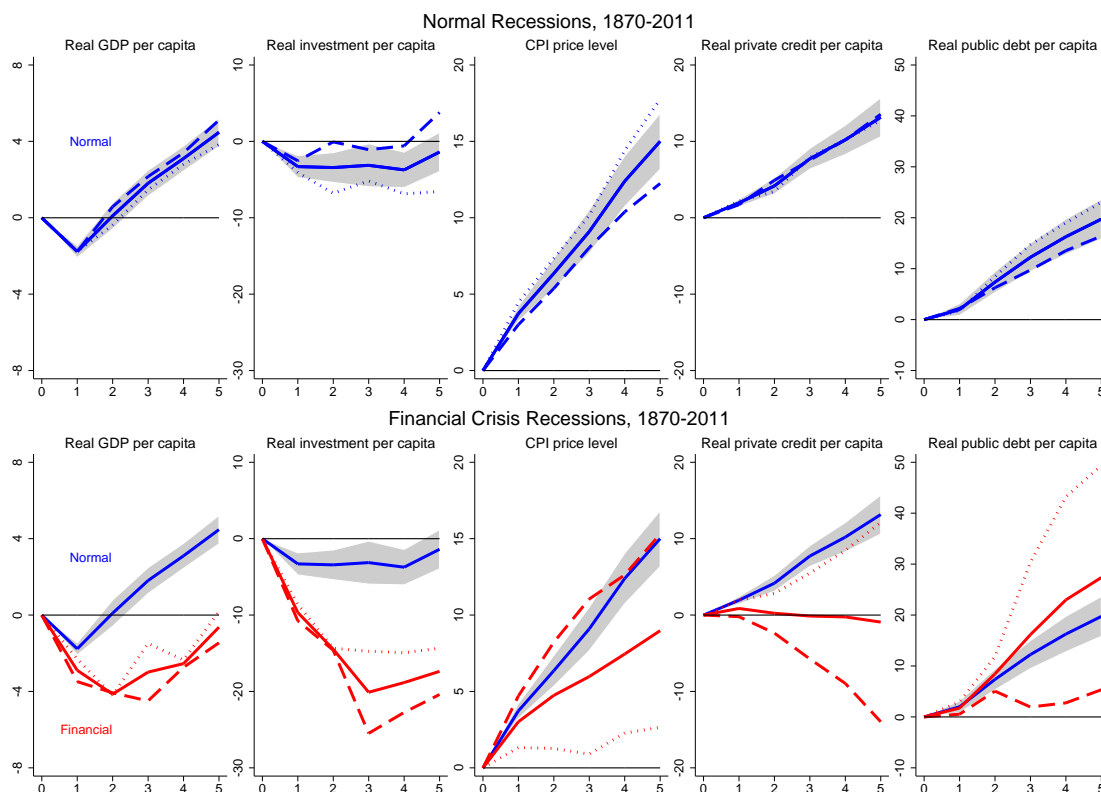 Normal Recessions, 1870-2011
Real GDP per capita
Real investment per capita
CPI price level
Real private credit per capita
Real public debt per capita
8
4
0
-4
-8
Normal
0 1 2 3 4 5
10
0
-10
-20
-30
0 1 2 3 4 5
20
15
10
5
0
0 1 2 3 4 5
20
10
0
-10
-20
0 1 2 3 4 5
50
40
30
20
10
0
-10
0 1 2 3 4 5
Financial Crisis Recessions, 1870-2011
Real GDP per capita
Real investment per capita
CPI price level
Real private credit per capita
Real public debt per capita
8
4
0
-4
-8
Normal
Financial
0 1 2 3 4 5
10
0
-10
-20
-30
0 1 2 3 4 5
20
15
10
5
0
0 1 2 3 4 5
20
10
0
-10
-20
0 1 2 3 4 5
50
40
30
20
10
0
-10
0 1 2 3 4 5